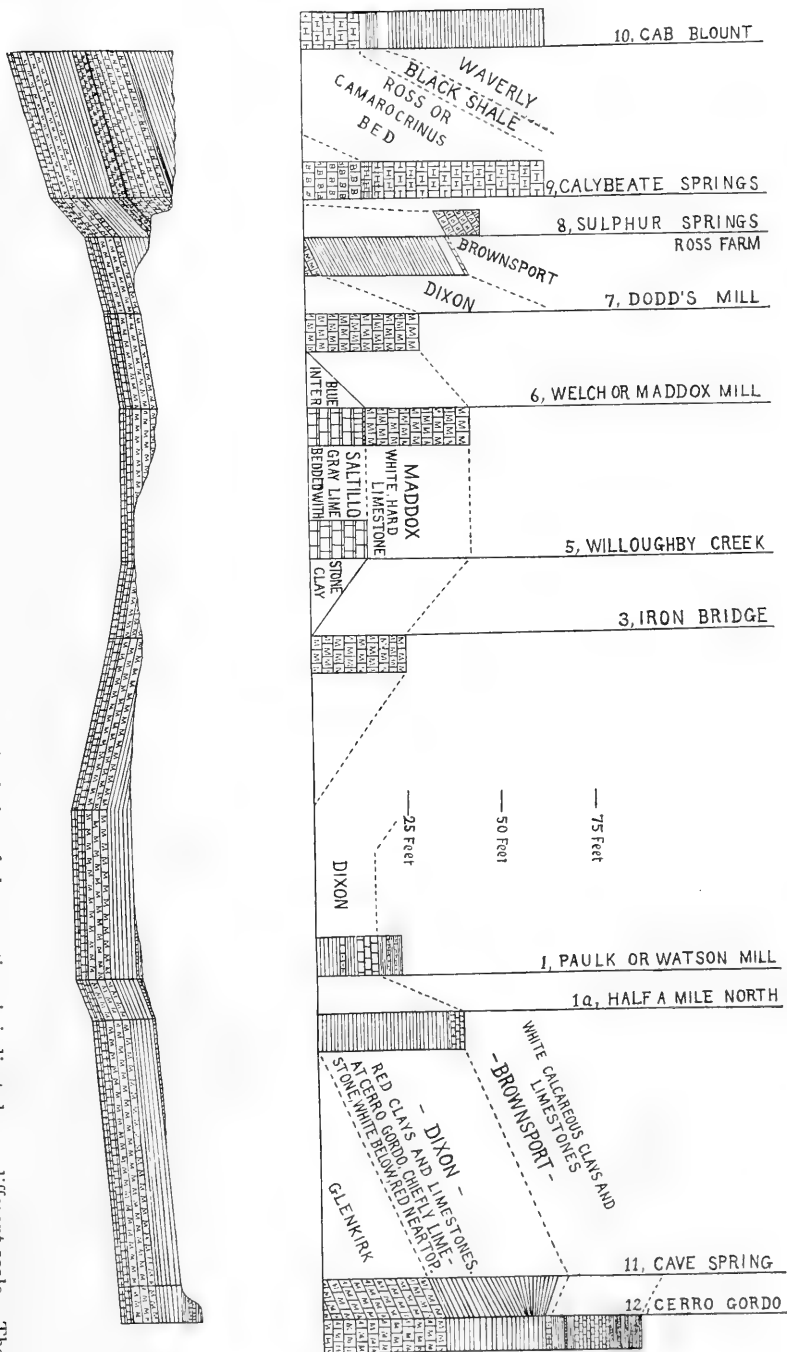 10, CAB BLOUNT
WAVERLY
BLACK SHALE
ROSS OR
CAMAROCRINUS
BED
9, CALYBEATE SPRINGS
8, SULPHUR SPRINGS
ROSS FARM
BROWNSPORT
DIXON
7, DODD'S MILL
BLUE
INTER
6, WELCH OR MADDOX MILL
MADDOX
WHITE HARD
LIMESTONE
SALTILLO
GRAY LIME
BEDDED WITH
5, WILLOUGHBY CREEK
STONE
CLAY
3, IRON BRIDGE
—25 Feet
—50 Feet
—75 Feet
DIXON
1, PAULK OR WATSON MILL
1a, HALF A MILE NORTH
WHITE CALCAREOUS CLAYS AND
LIMESTONES
-BROWNSPORT-
- DIXON -
RED CLAYS AND LIMESTONES.
AT CERRO GORDO, CHIEFLY LIME-
STONE, WHITE BELOW, RED NEAR TOP
GLENKIRK
11, CAVE SPRING
12, CERRO GORDO